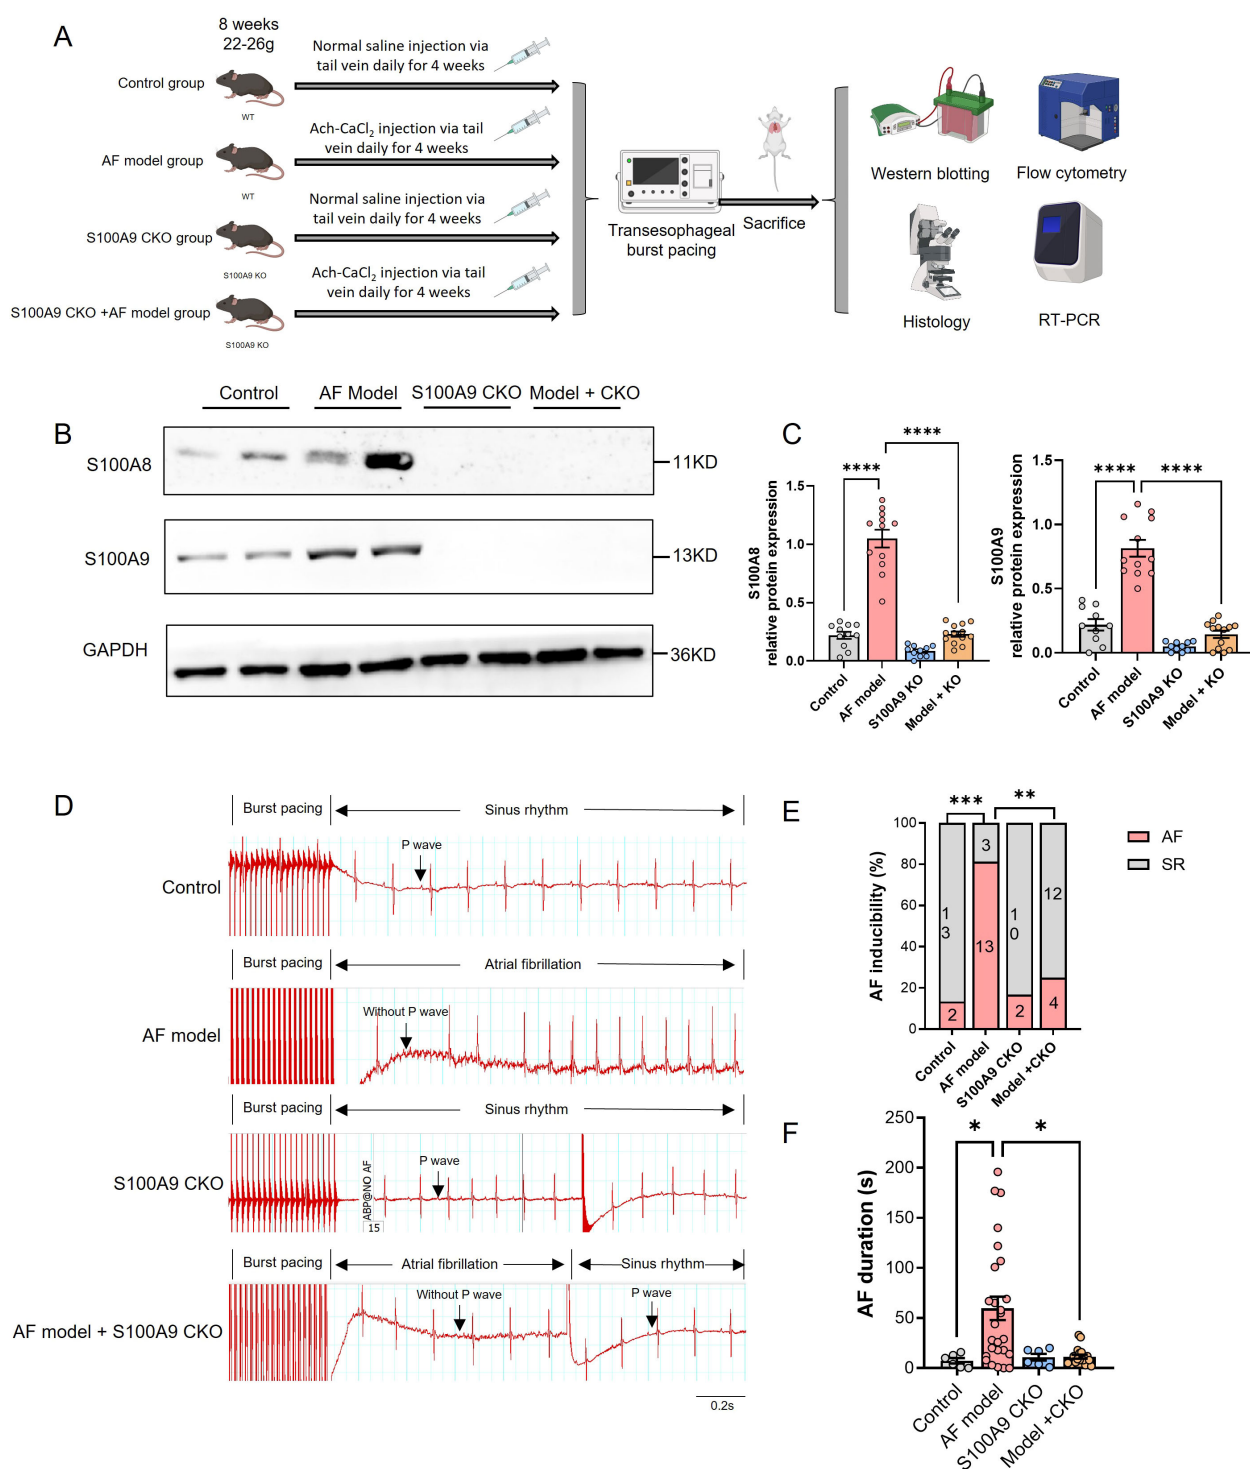 A
8 weeks
22-26g
Control group
WT
Normal saline injection via
tail vein daily for 4 weeks
AF model group
WT
Ach-CaCl₂ injection via tail
vein daily for 4 weeks
S100A9 CKO group
S100A9 KO
Normal saline injection via
tail vein daily for 4 weeks
S100A9 CKO +AF model group
S100A9 KO
Ach-CaCl₂ injection via tail
vein daily for 4 weeks
Transesophageal
burst pacing
Sacrifice
Western blotting
Flow cytometry
Histology
RT-PCR
B
Control
AF Model
S100A9 CKO
Model + CKO
S100A8
11KD
S100A9
13KD
GAPDH
36KD
C
S100A8
relative protein expression
1.5
1.0
0.5
0.0
****
****
Control
AF model
S100A9 KO
Model + KO
S100A9
relative protein expression
1.5
1.0
0.5
0.0
****
****
Control
AF model
S100A9 KO
Model + KO
D
Burst pacing
Sinus rhythm
Control
P wave
Burst pacing
Atrial fibrillation
AF model
Without P wave
Burst pacing
Sinus rhythm
S100A9 CKO
ABP@NO AF
15
P wave
Burst pacing
Atrial fibrillation
Sinus rhythm
AF model + S100A9 CKO
Without P wave
P wave
0.2s
E
AF inducibility (%)
100
80
60
40
20
0
***
**
13
2
3
13
10
2
12
4
Control
AF model
S100A9 CKO
Model +CKO
AF
SR
F
AF duration (s)
250
200
150
100
50
0
*
*
Control
AF model
S100A9 CKO
Model +CKO